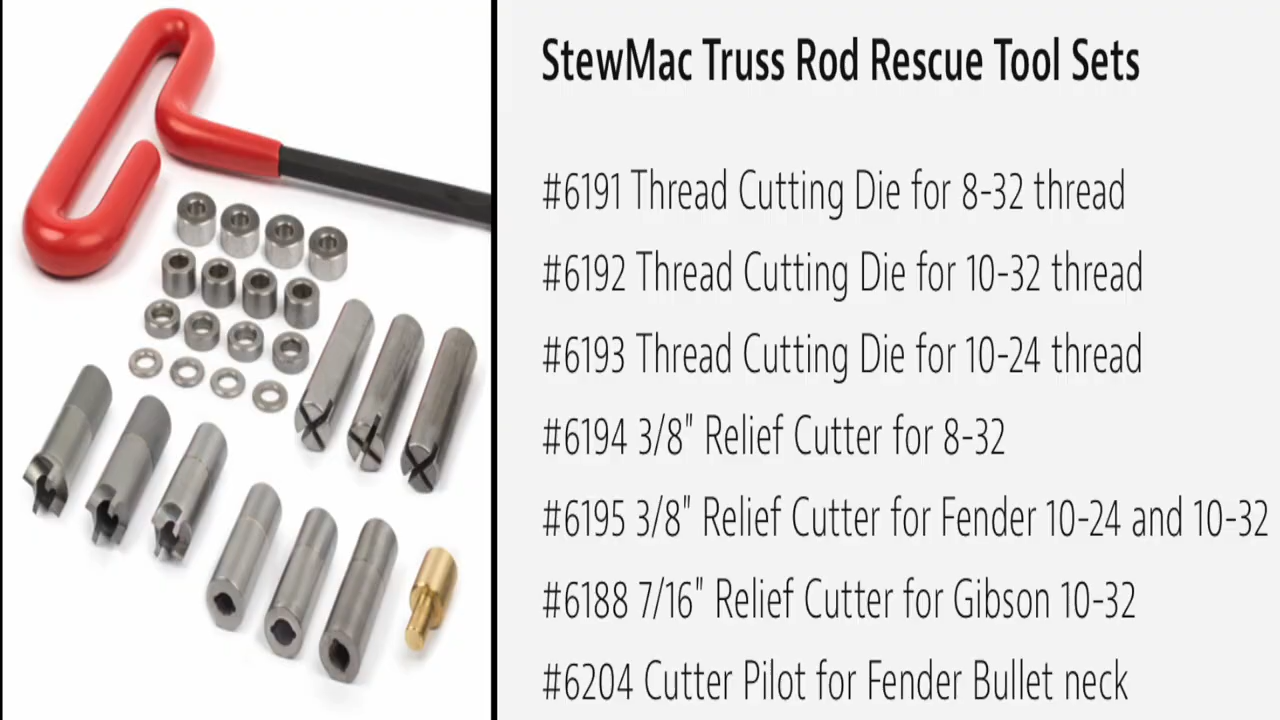 StewMac Truss Rod Rescue Tool Sets
#6191 Thread Cutting Die for 8-32 thread
#6192 Thread Cutting Die for 10-32 thread
#6193 Thread Cutting Die for 10-24 thread
#6194 3/8" Relief Cutter for 8-32
#6195 3/8" Relief Cutter for Fender 10-24 and 10-32
#6188 7/16" Relief Cutter for Gibson 10-32
#6204 Cutter Pilot for Fender Bullet neck